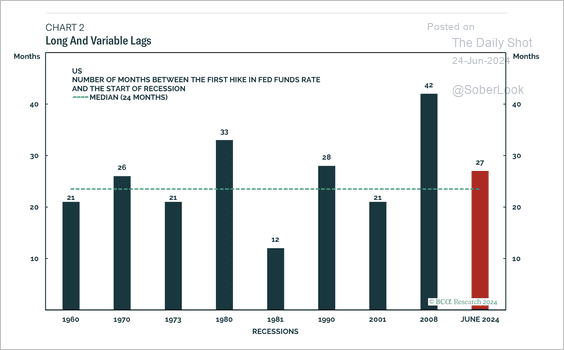 CHART 2
Posted on
Long And Variable Lags
The Daily Shot
Months
Months
24-Jun-2024
@SoberLook
US
NUMBER OF MONTHS BETWEEN THE FIRST HIKE IN FED FUNDS RATE
AND THE START OF RECESSION
MEDIAN (24 MONTHS)
40
30
20
10
40
30
20
10
21
26
21
33
12
28
21
42
27
© BCA Research 2024
1960 1970 1973 1980 1981 1990 2001 2008 JUNE 2024
RECESSIONS